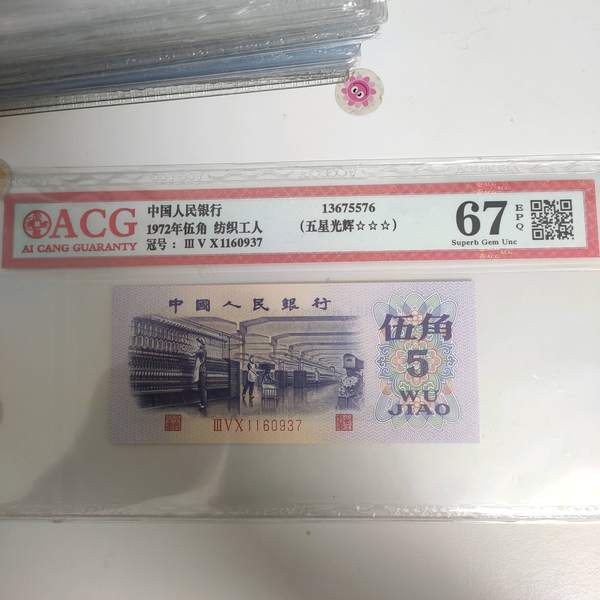 ACG
AI CANG GUARANTY
中国人民银行
1972年伍角 纺织工人
冠号： ⅢⅤⅩ1160937
13675576
（五星光辉☆☆☆）
67
EPQ
Superb Gem Unc
中國人民銀行
伍角
5
WU
JIAO
ⅢⅤⅩ1160937